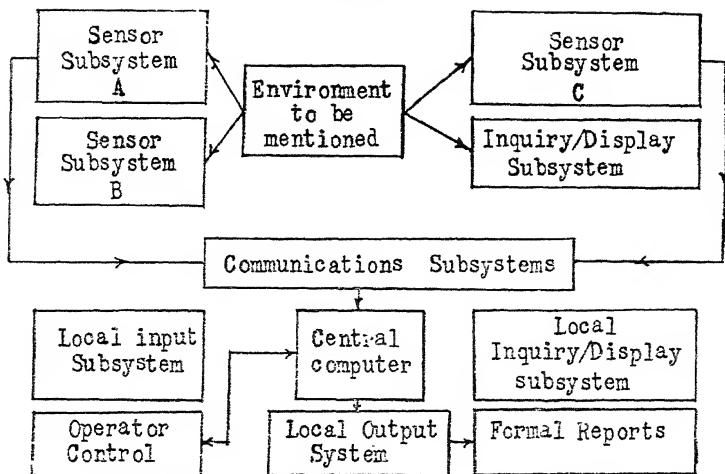 Sensor
Subsystem
A
Environment
to be
mentioned
Sensor
Subsystem
C
Sensor
Subsystem
B
Inquiry/Display
Subsystem
Communications Subsystems
Local input
Subsystem
Central
computer
Local
Inquiry/Display
subsystem
Operator
Control
Local Output
System
Formal Reports